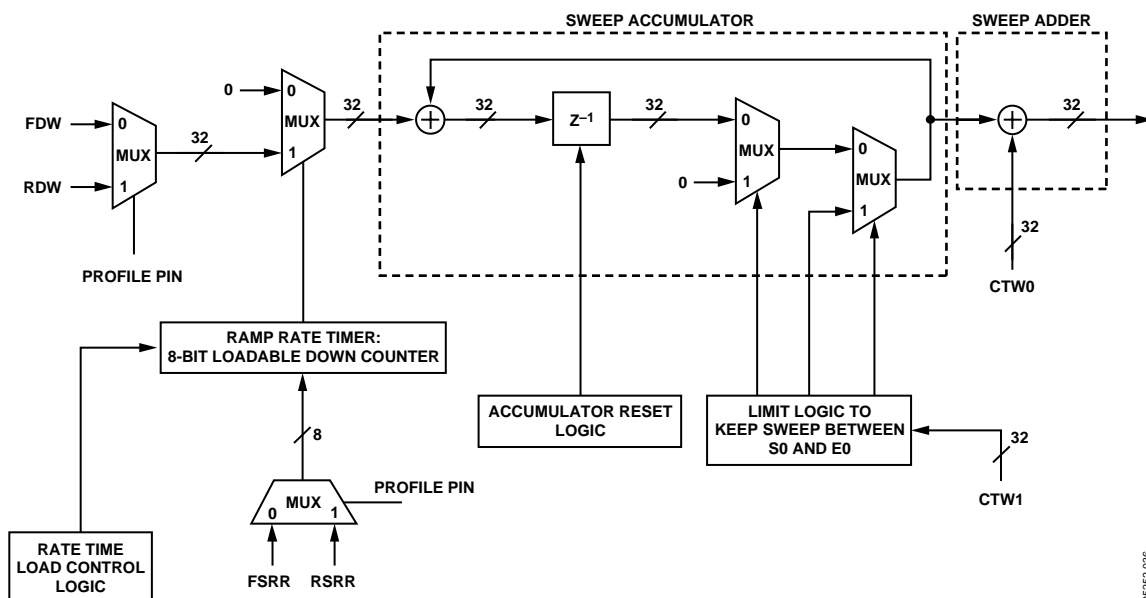 SWEEP ACCUMULATOR
SWEEP ADDER
FDW
RDW
0
MUX
1
32
PROFILE PIN
0
0
MUX
1
32
32
Z–1
32
0
MUX
1
0
0
MUX
1
32
32
CTW0
RAMP RATE TIMER:
8-BIT LOADABLE DOWN COUNTER
8
MUX
0 1
PROFILE PIN
FSRR RSRR
RATE TIME
LOAD CONTROL
LOGIC
ACCUMULATOR RESET
LOGIC
LIMIT LOGIC TO
KEEP SWEEP BETWEEN
S0 AND E0
32
CTW1